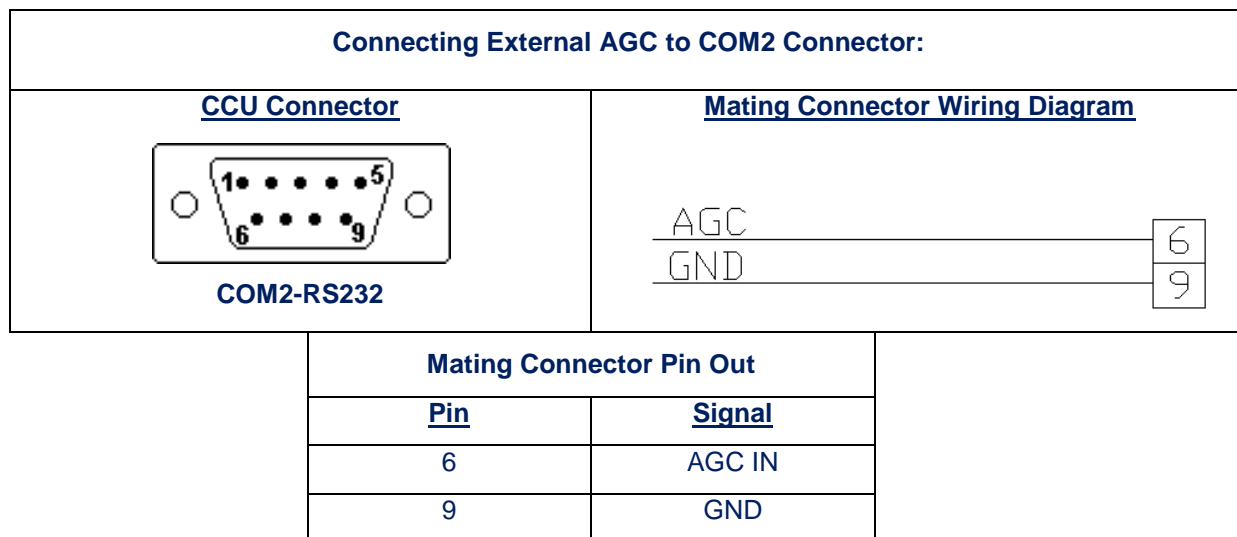 Connecting External AGC to COM2 Connector:
CCU Connector
1 5
6 9
COM2-RS232
Mating Connector Wiring Diagram
AGC 6
GND 9
Mating Connector Pin Out
Pin Signal
6 AGC IN
9 GND